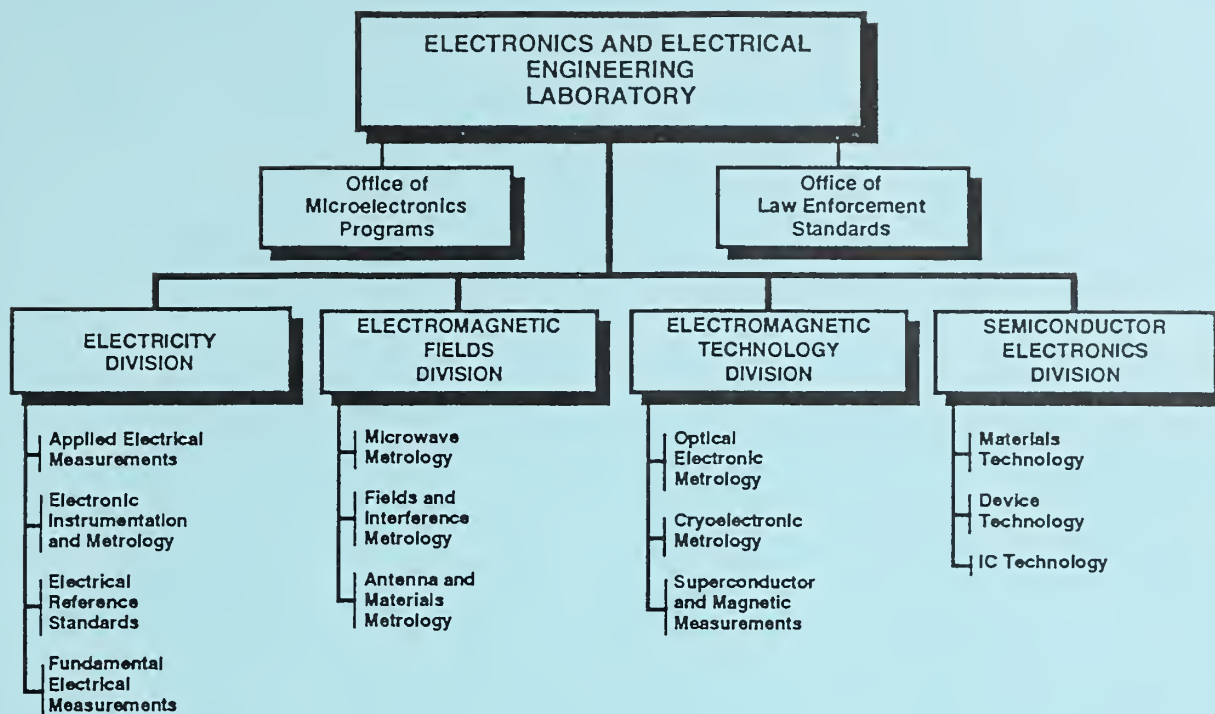 ELECTRONICS AND ELECTRICAL
ENGINEERING
LABORATORY
Office of
Microelectronics
Programs
Office of
Law Enforcement
Standards
ELECTRICITY
DIVISION
ELECTROMAGNETIC
FIELDS
DIVISION
ELECTROMAGNETIC
TECHNOLOGY
DIVISION
SEMICONDUCTOR
ELECTRONICS
DIVISION
Applied Electrical
Measurements
Electronic
Instrumentation
and Metrology
Electrical
Reference
Standards
Fundamental
Electrical
Measurements
Microwave
Metrology
Fields and
Interference
Metrology
Antenna and
Materials
Metrology
Optical
Electronic
Metrology
Cryoelectronic
Metrology
Superconductor
and Magnetic
Measurements
Materials
Technology
Device
Technology
IC Technology